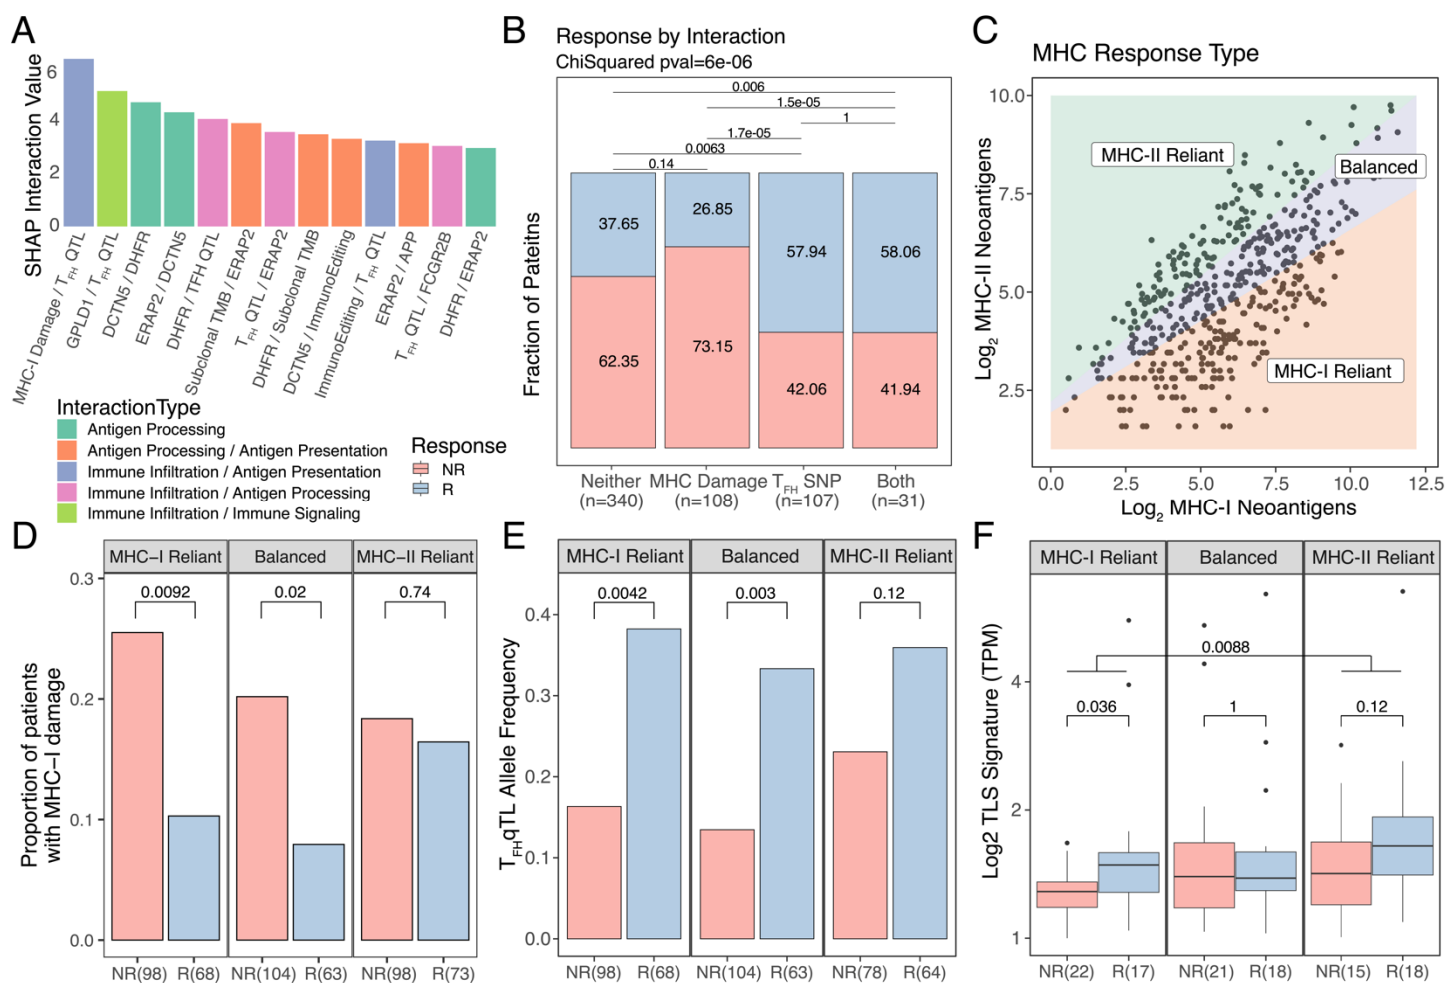 A
SHAP Interaction Value
6
4
2
0
MHC-I Damage / TFH QTL
GPLD1 / TFH QTL
DCTN5 / DHFR
ERAP2 / DCTN5
DHFR / TFH QTL
Subclonal TMB / ERAP2
TFH QTL / ERAP2
DHFR / Subclonal TMB
DCTN5 / ImmunoEditing
ImmunoEditing / TFH QTL
ERAP2 / APP
TFH QTL / FCGR2B
DHFR / ERAP2
InteractionType
Antigen Processing
Antigen Processing / Antigen Presentation
Immune Infiltration / Antigen Presentation
Immune Infiltration / Antigen Processing
Immune Infiltration / Immune Signaling
Response
NR
R
B
Response by Interaction
ChiSquared pval=6e-06
Fraction of Pateitns
0.006
1.5e-05
1
1.7e-05
0.0063
0.14
37.65
26.85
57.94
58.06
62.35
73.15
42.06
41.94
Neither MHC Damage TFH SNP Both
(n=340) (n=108) (n=107) (n=31)
C
MHC Response Type
Log2 MHC-II Neoantigens
10.0
7.5
5.0
2.5
MHC-II Reliant
Balanced
MHC-I Reliant
0.0 2.5 5.0 7.5 10.0 12.5
Log2 MHC-I Neoantigens
D
Proportion of patients
with MHC-I damage
0.3
0.2
0.1
0.0
MHC-I Reliant Balanced MHC-II Reliant
0.0092 0.02 0.74
NR(98) R(68) NR(104) R(63) NR(98) R(73)
E
TFHqTL Allele Frequency
0.4
0.3
0.2
0.1
0.0
MHC-I Reliant Balanced MHC-II Reliant
0.0042 0.003 0.12
NR(98) R(68) NR(104) R(63) NR(78) R(64)
F
Log2 TLS Signature (TPM)
4
2
1
MHC-I Reliant Balanced MHC-II Reliant
0.0088
0.036 1 0.12
NR(22) R(17) NR(21) R(18) NR(15) R(18)